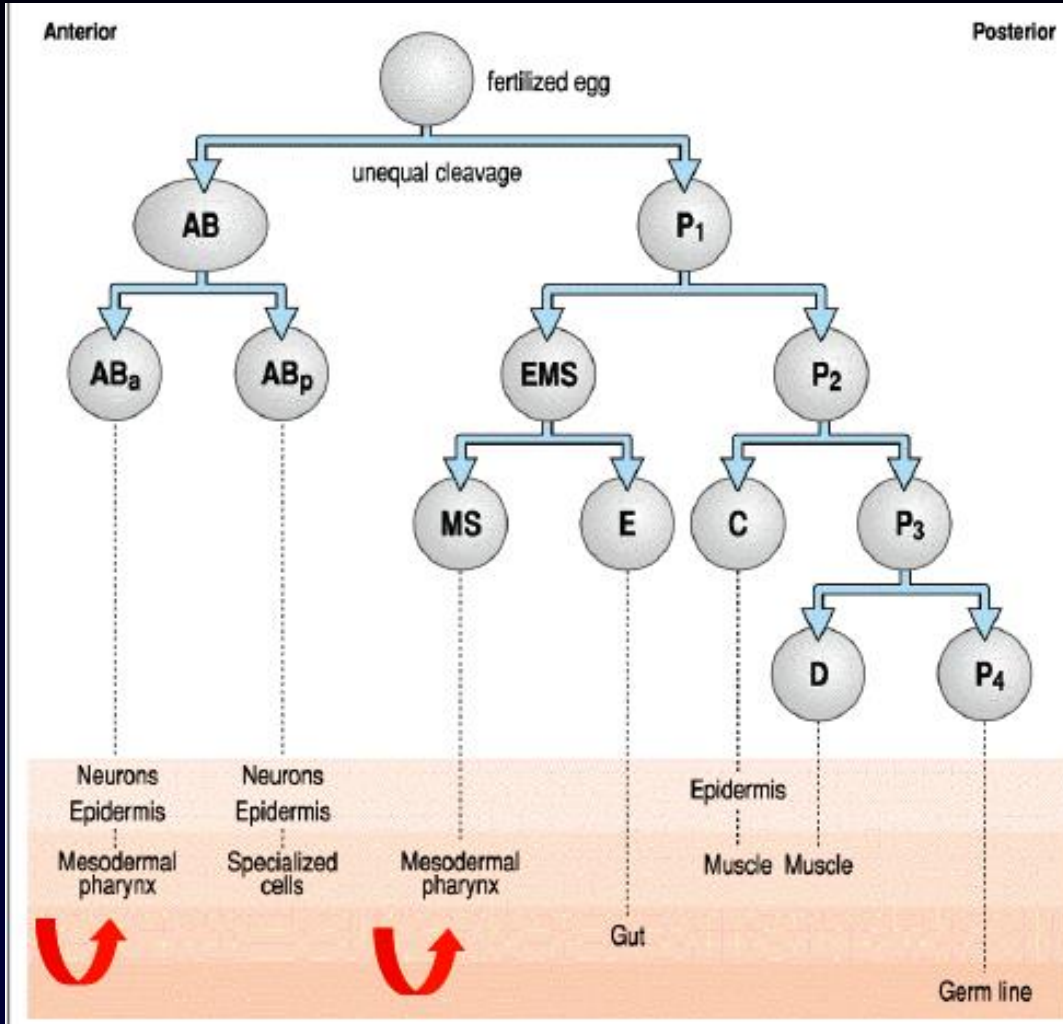 Anterior
Posterior
fertilized egg
unequal cleavage
AB
P₁
ABₐ
ABₚ
EMS
P₂
MS
E
C
P₃
D
P₄
Neurons
Epidermis
Mesodermal
pharynx
Neurons
Epidermis
Specialized
cells
Mesodermal
pharynx
Gut
Epidermis
Muscle
Muscle
Germ line